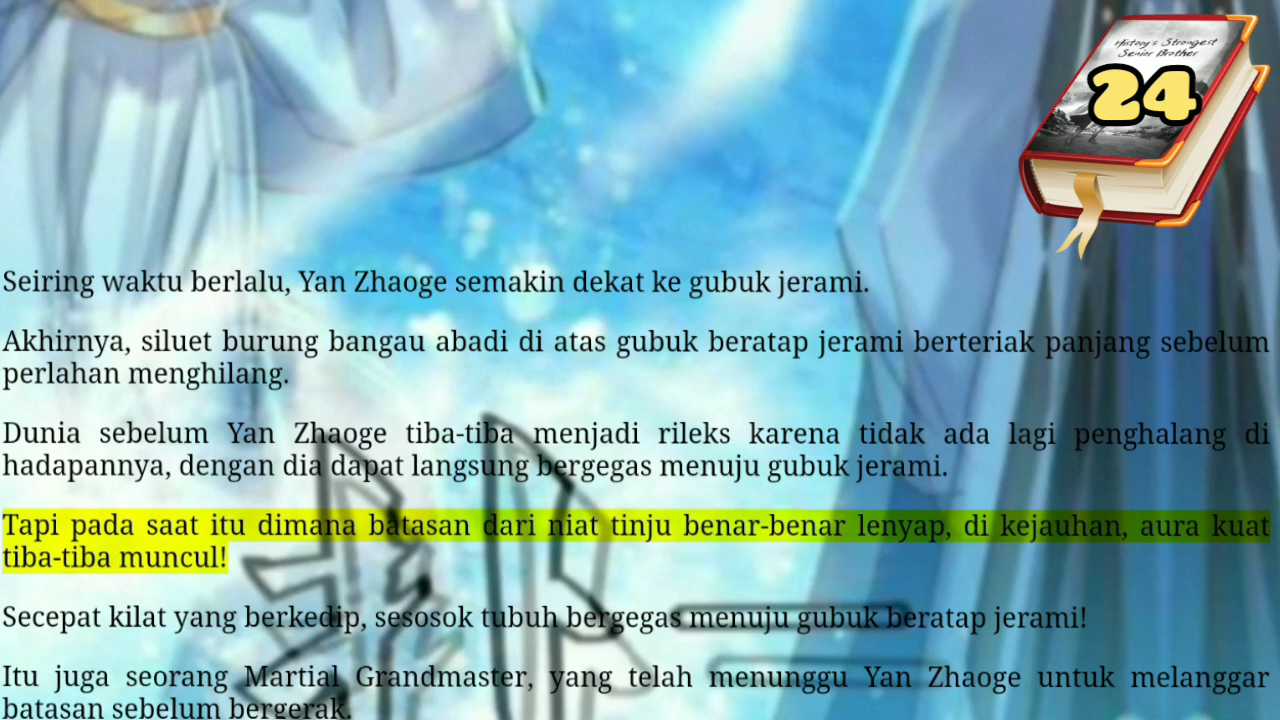 History's Strongest
Senior Brother
24
Seiring waktu berlalu, Yan Zhaoge semakin dekat ke gubuk jerami.
Akhirnya, siluet burung bangau abadi di atas gubuk beratap jerami berteriak panjang sebelum
perlahan menghilang.
Dunia sebelum Yan Zhaoge tiba-tiba menjadi rileks karena tidak ada lagi penghalang di
hadapannya, dengan dia dapat langsung bergegas menuju gubuk jerami.
Tapi pada saat itu dimana batasan dari niat tinju benar-benar lenyap, di kejauhan, aura kuat
tiba-tiba muncul!
Secepat kilat yang berkedip, sesosok tubuh bergegas menuju gubuk beratap jerami!
Itu juga seorang Martial Grandmaster, yang telah menunggu Yan Zhaoge untuk melanggar
batasan sebelum bergerak.